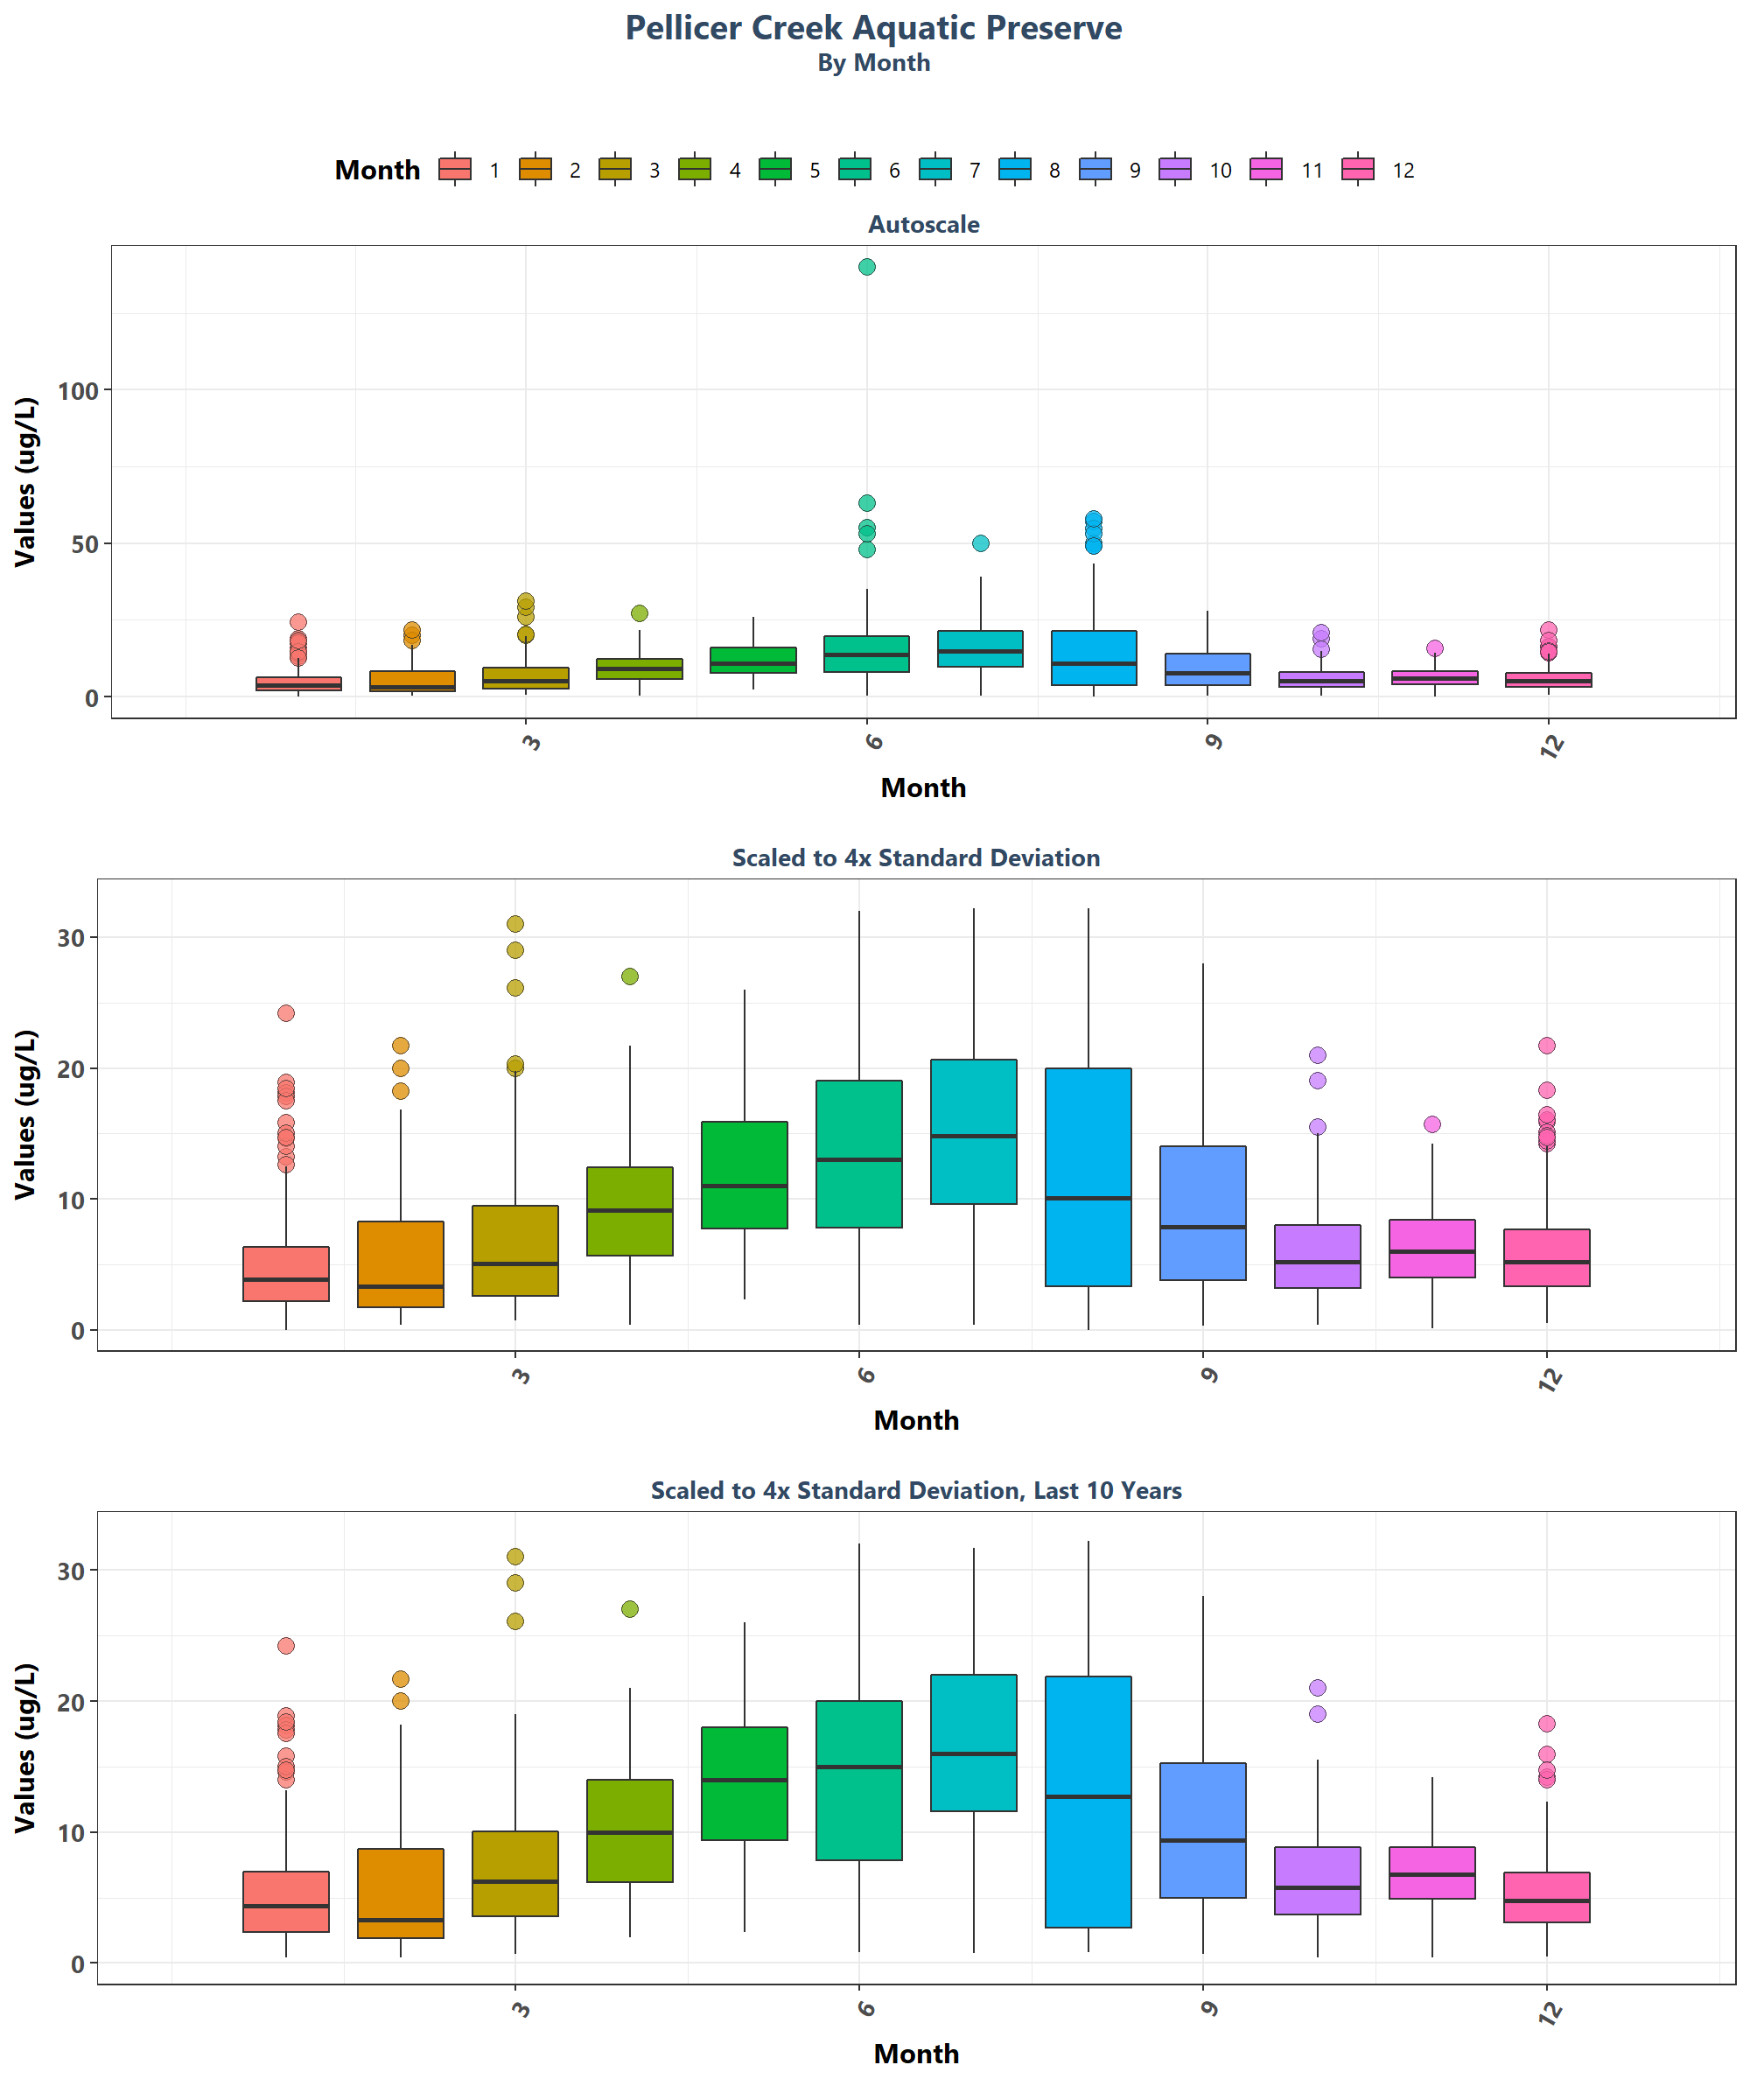 Pellicer Creek Aquatic Preserve
By Month
Month 1 2 3 4 5 6 7 8 9 10 11 12
Autoscale
Values (ug/L)
100
50
0
3 6 9 12
Month
Scaled to 4x Standard Deviation
Values (ug/L)
30
20
10
0
3 6 9 12
Month
Scaled to 4x Standard Deviation, Last 10 Years
Values (ug/L)
30
20
10
0
3 6 9 12
Month